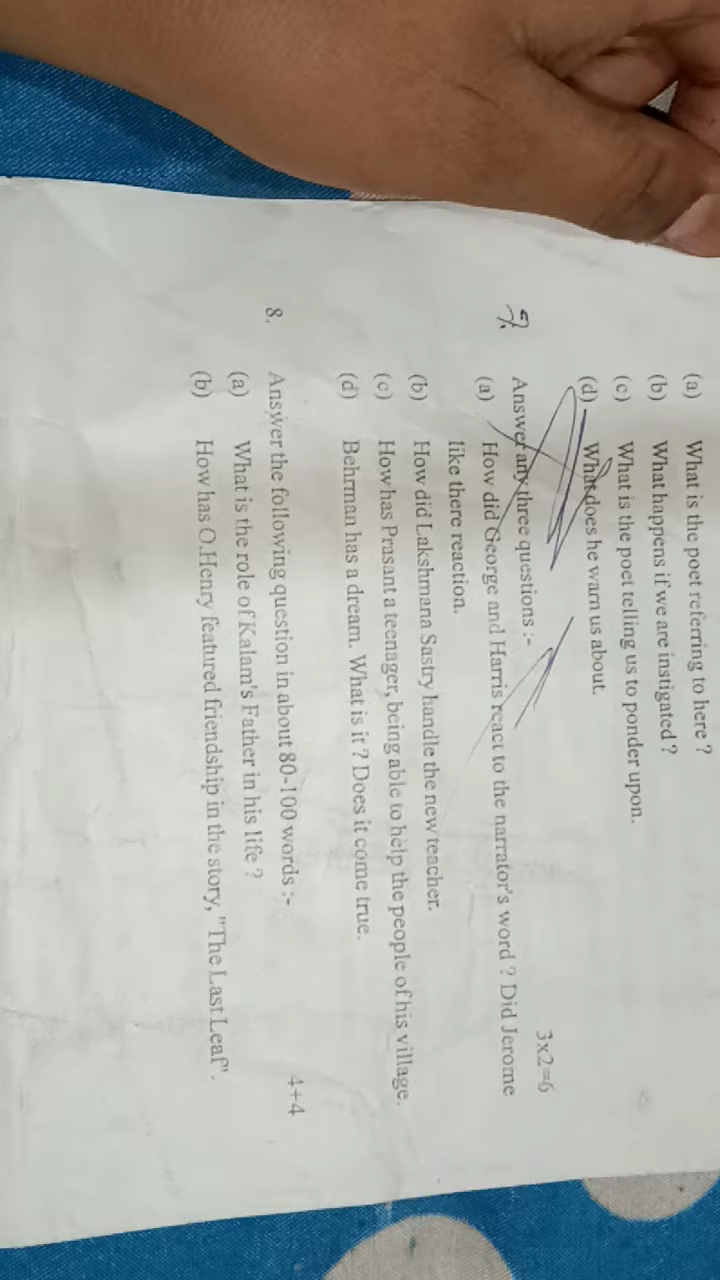 (a) What is the poet referring to here ?
(b) What happens if we are instigated ?
(c) What is the poet telling us to ponder upon.
(d) What does he warn us about.
3x2=6
7. Answer any three questions :-
(a) How did George and Harris react to the narrator's word ? Did Jerome
like there reaction.
(b) How did Lakshmana Sastry handle the new teacher.
(c) How has Prasant a teenager, being able to help the people of his village.
(d) Behrman has a dream. What is it ? Does it come true.
8. Answer the following question in about 80-100 words :-
4+4
(a) What is the role of Kalam's Father in his life ?
(b) How has O.Henry featured friendship in the story, "The Last Leaf".